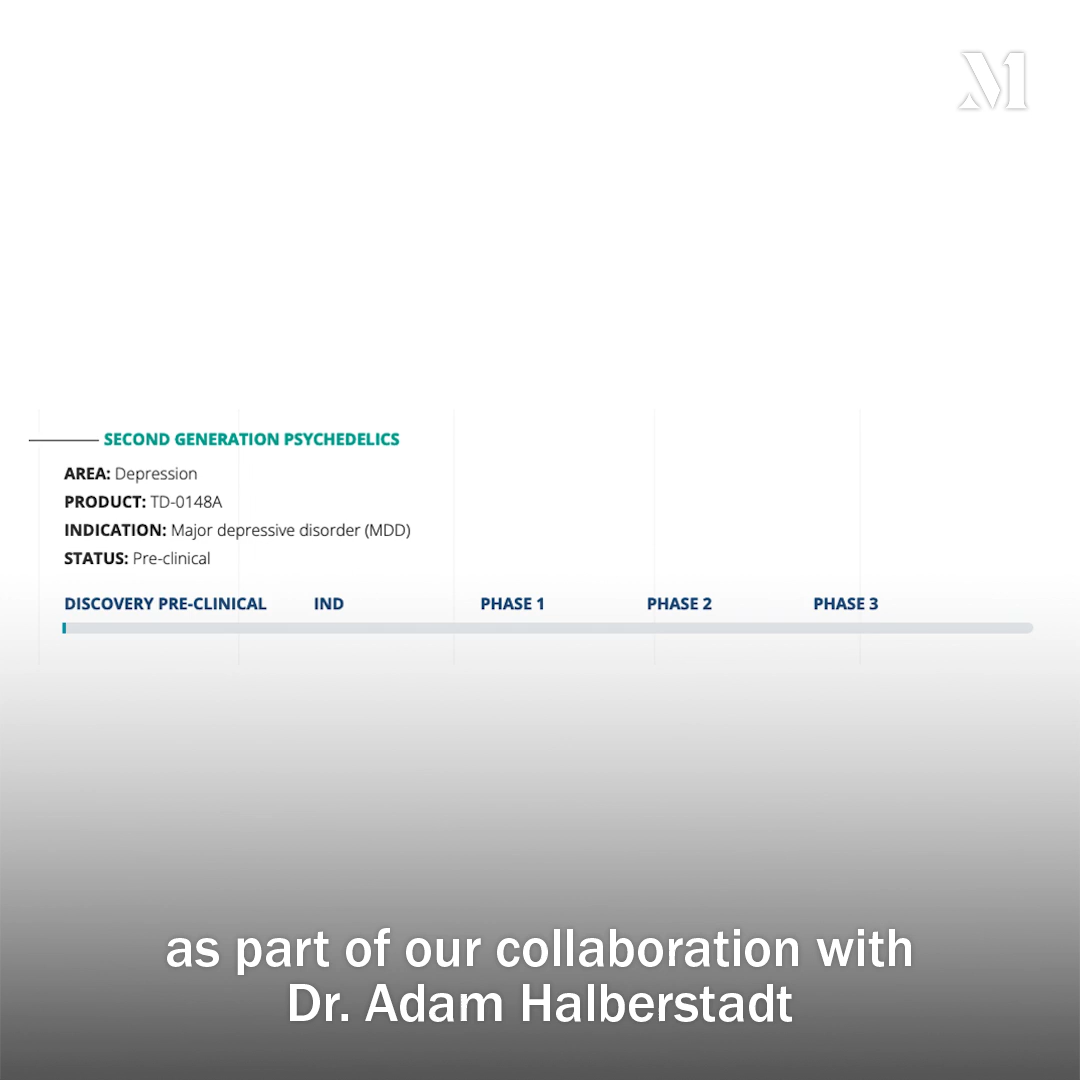 M
SECOND GENERATION PSYCHEDELICS
AREA: Depression
PRODUCT: TD-0148A
INDICATION: Major depressive disorder (MDD)
STATUS: Pre-clinical
DISCOVERY PRE-CLINICAL IND PHASE 1 PHASE 2 PHASE 3
as part of our collaboration with
Dr. Adam Halberstadt